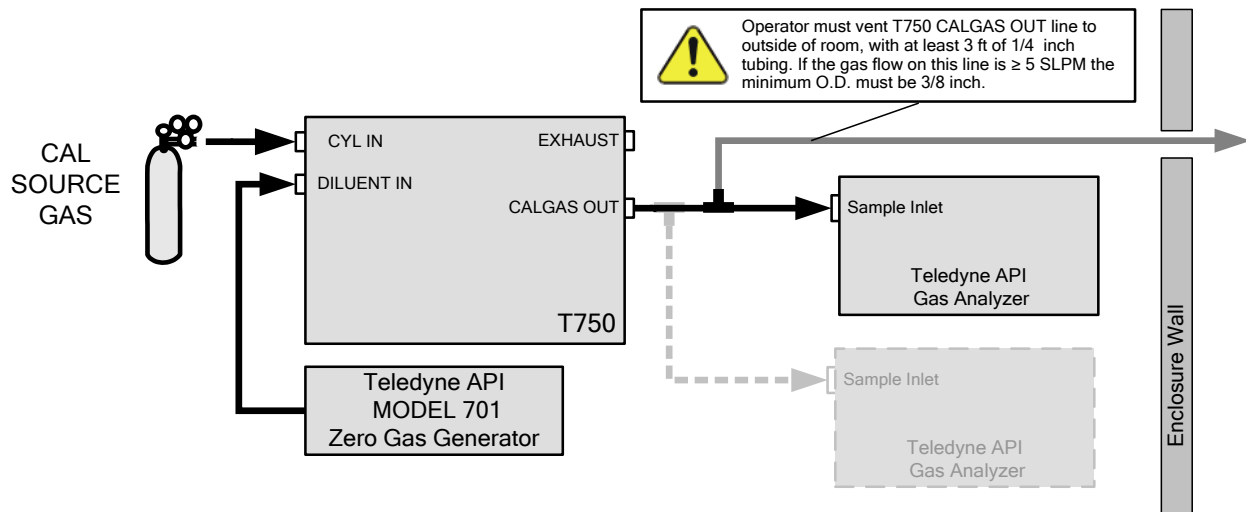 Operator must vent T750 CALGAS OUT line to
outside of room, with at least 3 ft of 1/4  inch
tubing. If the gas flow on this line is ≥ 5 SLPM the
minimum O.D. must be 3/8 inch.
CAL
SOURCE
GAS
CYL IN
DILUENT IN
EXHAUST
CALGAS OUT
T750
Teledyne API
MODEL 701
Zero Gas Generator
Sample Inlet
Teledyne API
Gas Analyzer
Sample Inlet
Teledyne API
Gas Analyzer
Enclosure Wall